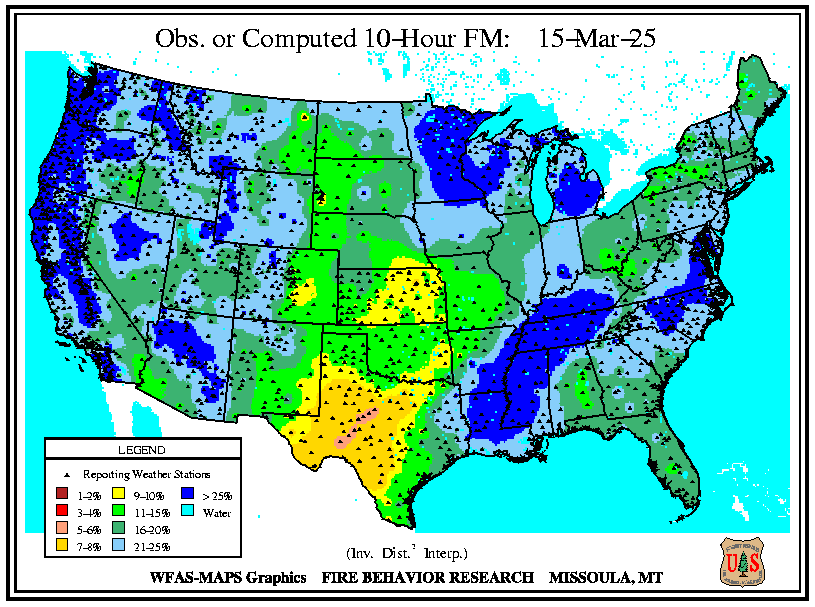 Obs. or Computed 10-Hour FM: 15-Mar-25
LEGEND
Reporting Weather Stations
1-2% 9-10% > 25%
3-4% 11-15% Water
5-6% 16-20%
7-8% 21-25%
(Inv. Dist.² Interp.)
WFAS-MAPS Graphics FIRE BEHAVIOR RESEARCH MISSOULA, MT
U S